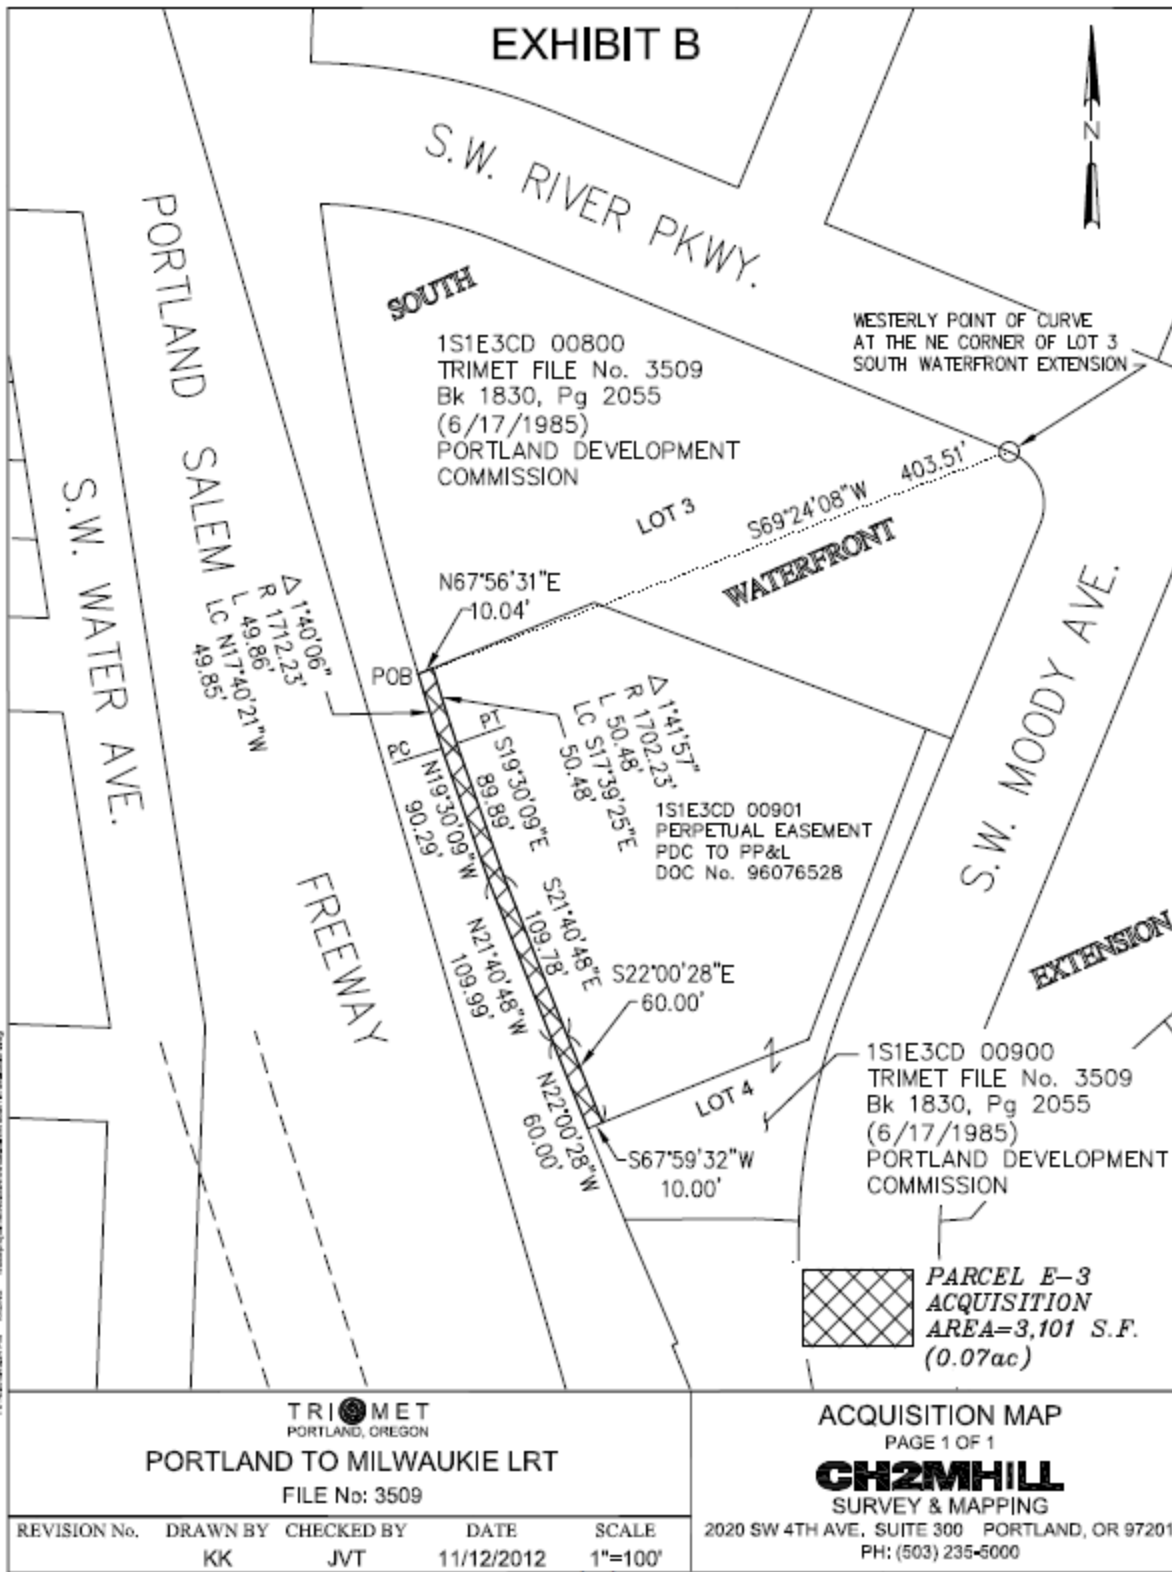 EXHIBIT B
S.W. RIVER PKWY.
N
PORTLAND SALEM
FREEWAY
S.W. WATER AVE.
SOUTH
1S1E3CD 00800
TRIMET FILE No. 3509
Bk 1830, Pg 2055
(6/17/1985)
PORTLAND DEVELOPMENT
COMMISSION
WESTERLY POINT OF CURVE
AT THE NE CORNER OF LOT 3
SOUTH WATERFRONT EXTENSION
LOT 3
S69°24'08"W 403.51'
WATERFRONT
N67°56'31"E
10.04'
POB
Δ 1°40'06"
R 1712.23'
L 49.86'
LC N17°40'21"W
49.85'
Δ 1°41'57"
R 1702.23'
L 50.48'
LC S17°39'25"E
50.48'
S.W. MOODY AVE.
S19°30'09"E
89.89'
N19°30'09"W
90.29'
1S1E3CD 00901
PERPETUAL EASEMENT
PDC TO PP&L
DOC No. 96076528
S21°40'48"E
109.78'
N21°40'48"W
109.99'
EXTENSION
S22°00'28"E
60.00'
N22°00'28"W
60.00'
LOT 4
S67°59'32"W
10.00'
1S1E3CD 00900
TRIMET FILE No. 3509
Bk 1830, Pg 2055
(6/17/1985)
PORTLAND DEVELOPMENT
COMMISSION
PARCEL E-3
ACQUISITION
AREA=3,101 S.F.
(0.07ac)
TRI MET
PORTLAND, OREGON
PORTLAND TO MILWAUKIE LRT
FILE No: 3509
REVISION No. DRAWN BY CHECKED BY DATE SCALE
KK JVT 11/12/2012 1"=100'
ACQUISITION MAP
PAGE 1 OF 1
CH2MHILL
SURVEY & MAPPING
2020 SW 4TH AVE, SUITE 300 PORTLAND, OR 97201
PH: (503) 235-5000